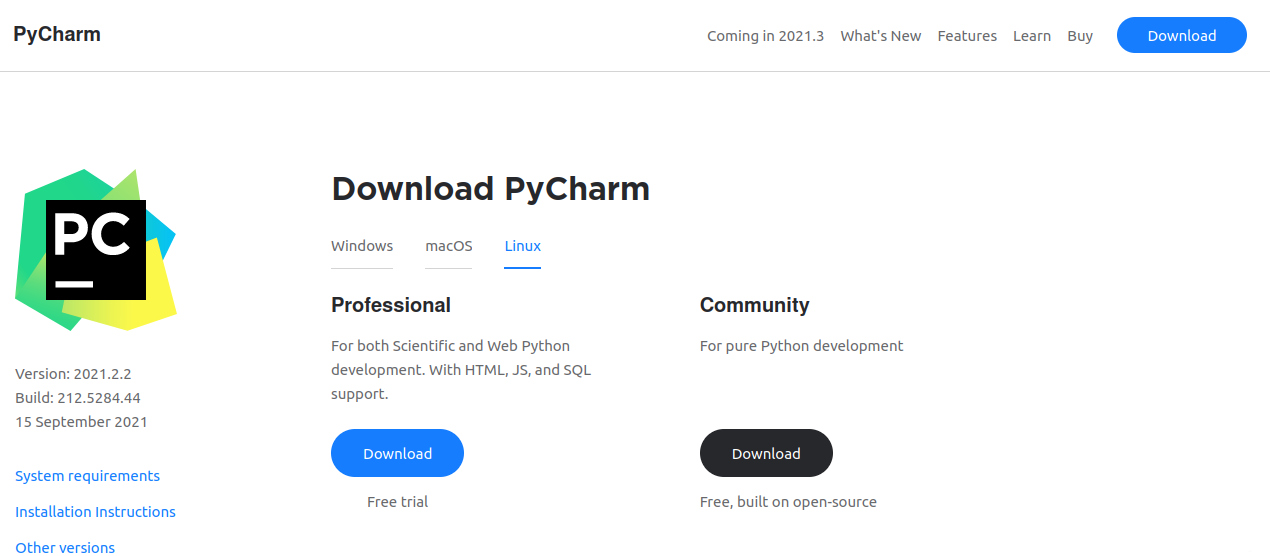 PyCharm
Coming in 2021.3 What's New Features Learn Buy Download
PC
Download PyCharm
Windows macOS Linux
Professional
For both Scientific and Web Python
development. With HTML, JS, and SQL
support.
Download
Free trial
Community
For pure Python development
Download
Free, built on open-source
Version: 2021.2.2
Build: 212.5284.44
15 September 2021
System requirements
Installation Instructions
Other versions